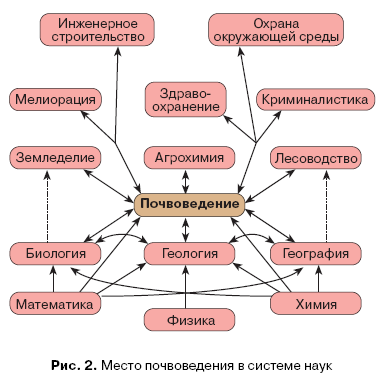 Инженерное
строительство
Охрана
окружающей среды
Мелиорация
Здраво-
охранение
Криминалистика
Земледелие
Агрохимия
Лесоводство
Почвоведение
Биология
Геология
География
Математика
Физика
Химия
Рис. 2. Место почвоведения в системе наук